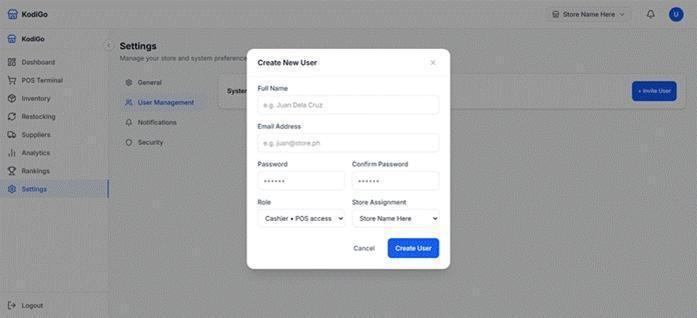 KodiGo
Store Name Here
U
KodiGo
Dashboard
POS Terminal
Inventory
Restocking
Suppliers
Analytics
Rankings
Settings
Logout
Settings
Manage your store and system preference
General
User Management
Notifications
Security
System
+ Invite User
Create New User
Full Name
e.g. Juan Dela Cruz
Email Address
e.g. juan@store.ph
Password
Confirm Password
Role
Store Assignment
Cashier • POS access
Store Name Here
Cancel
Create User